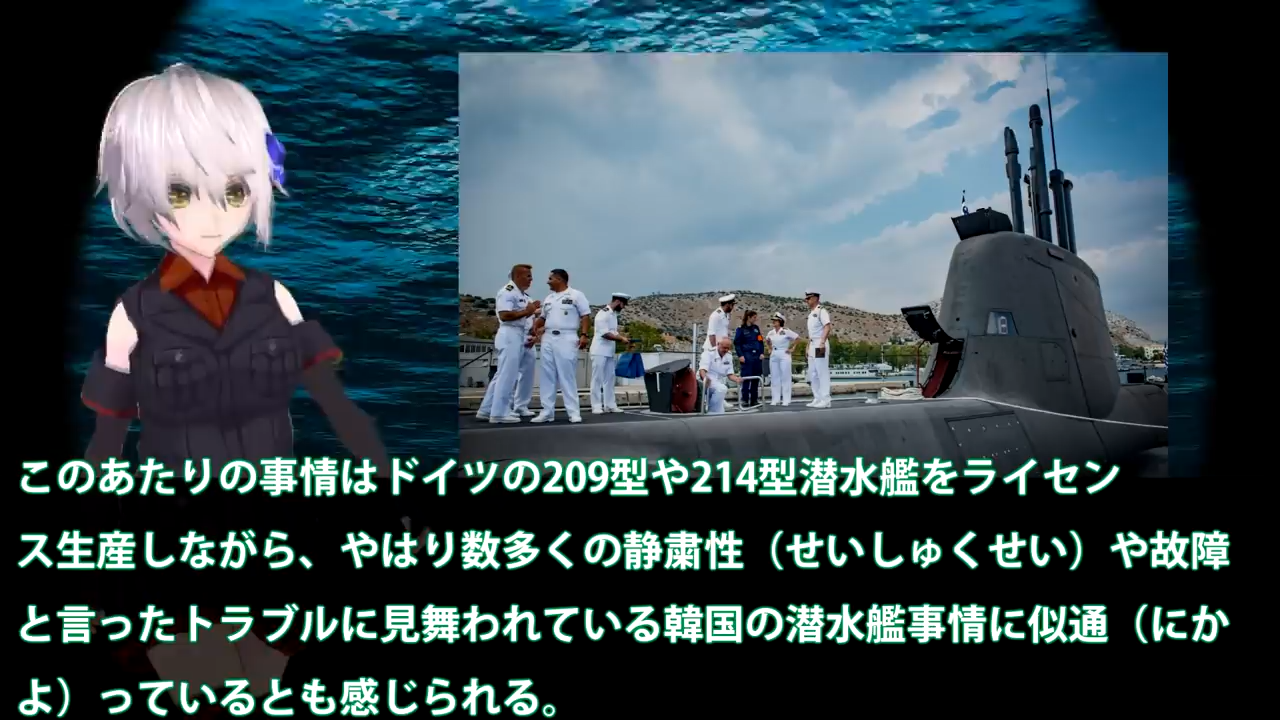 このあたりの事情はドイツの209型や214型潜水艦をライセン
ス生産しながら、やはり数多くの静粛性（せいしゅくせい）や故障
と言ったトラブルに見舞われている韓国の潜水艦事情に似通（にか
よ）っているとも感じられる。